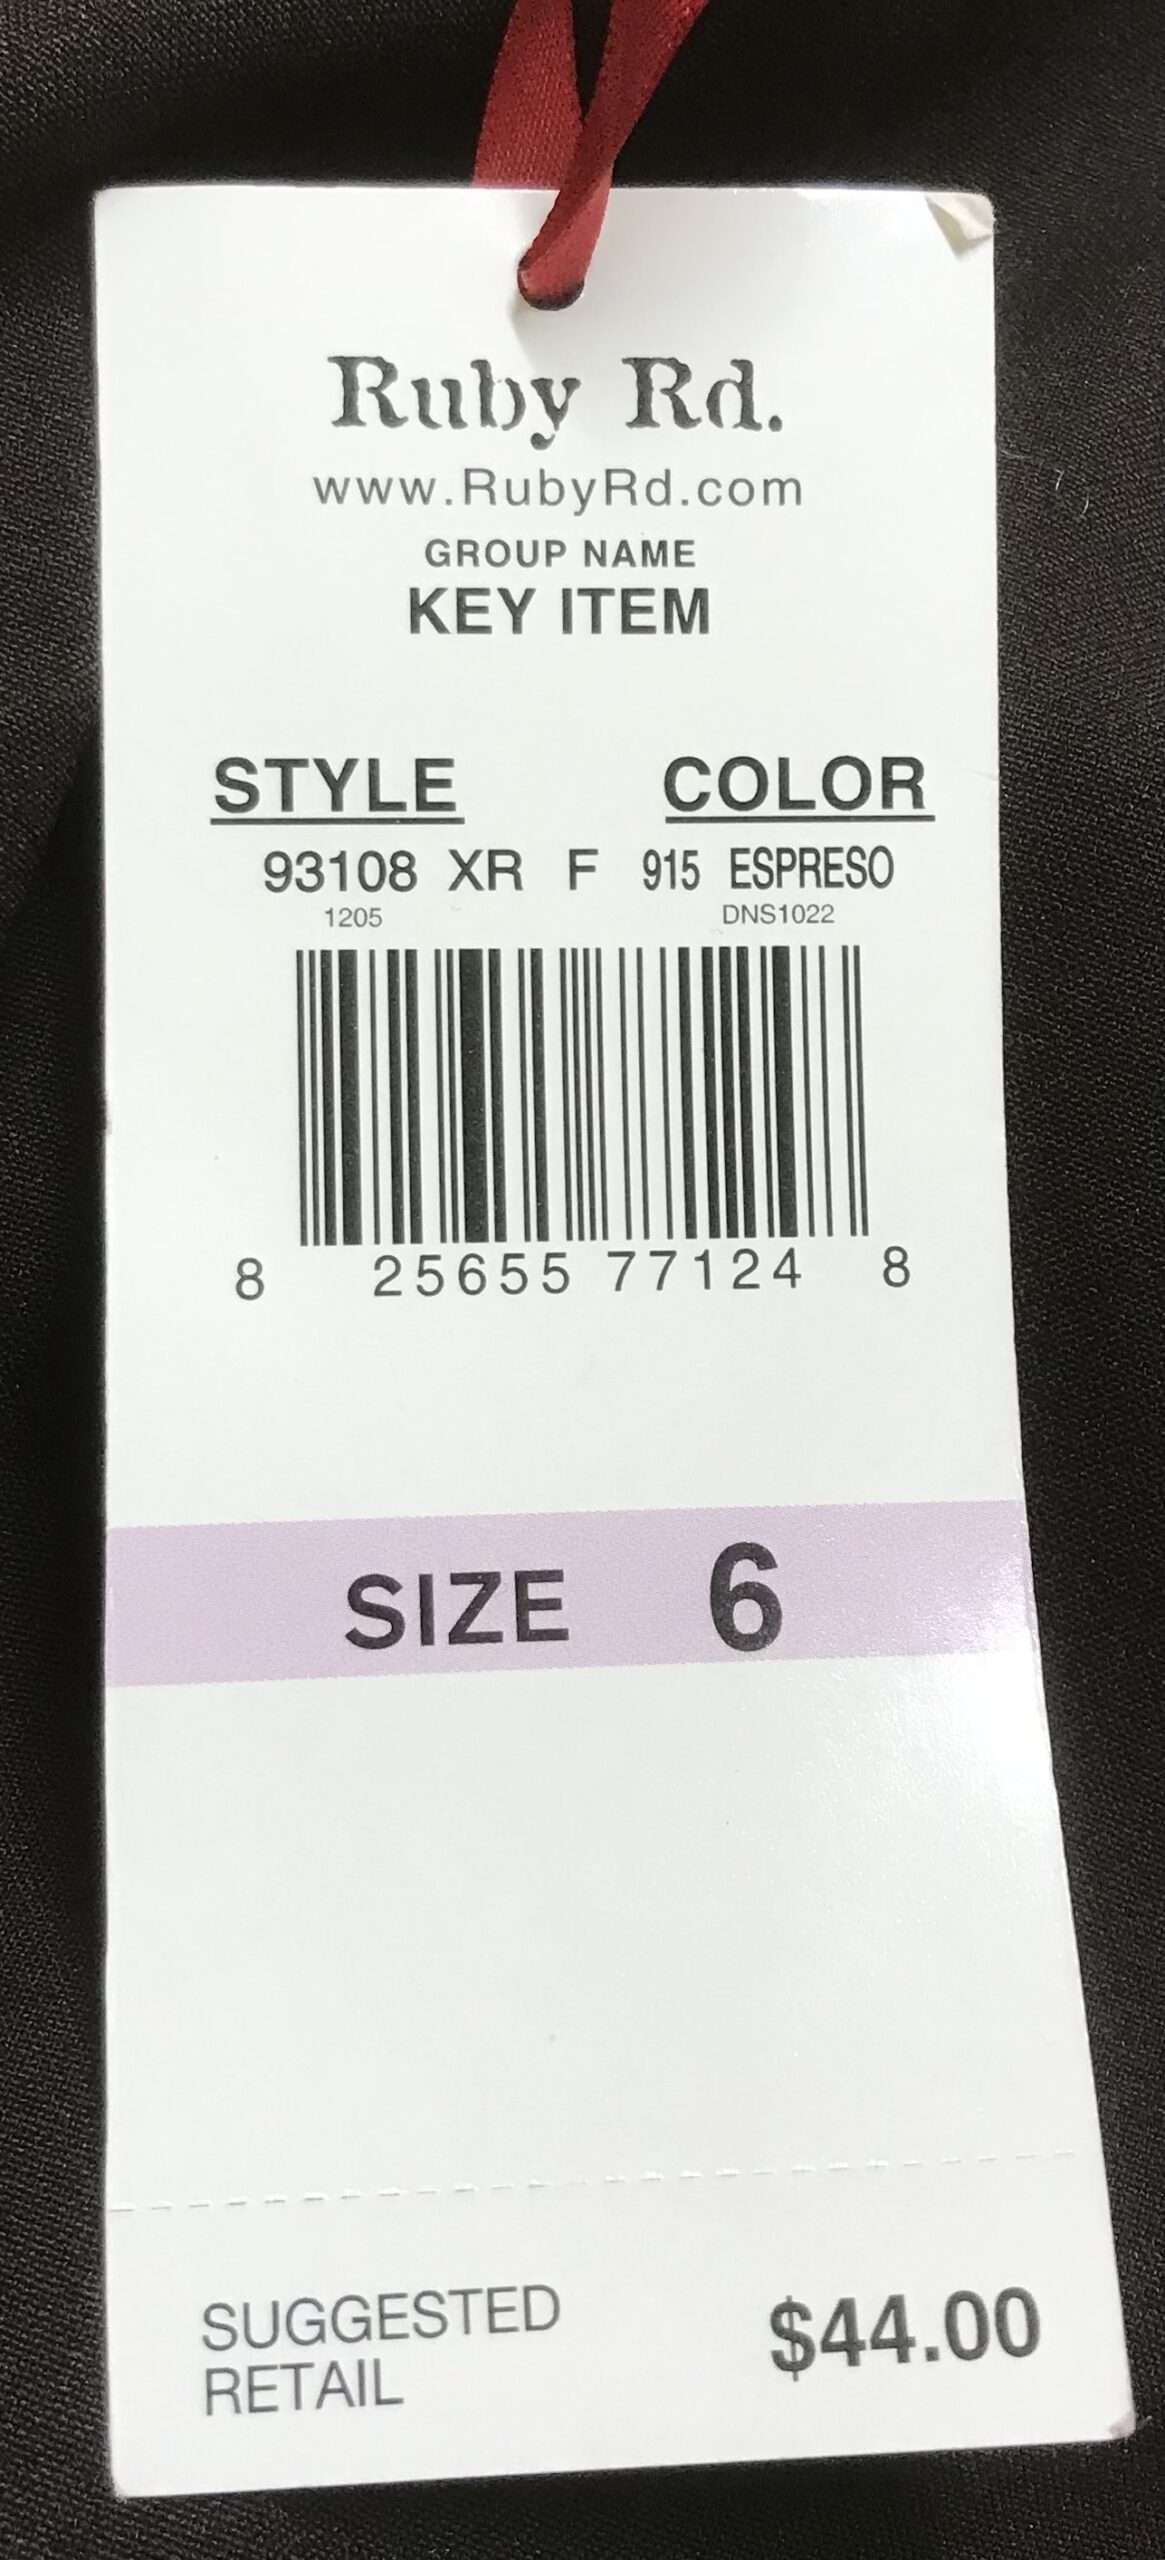 Ruby Rd.
www.RubyRd.com
GROUP NAME
KEY ITEM
STYLE COLOR
93108 XR F 915 ESPRESO
1205 DNS1022
8 25655 77124 8
SIZE 6
SUGGESTED
RETAIL $44.00